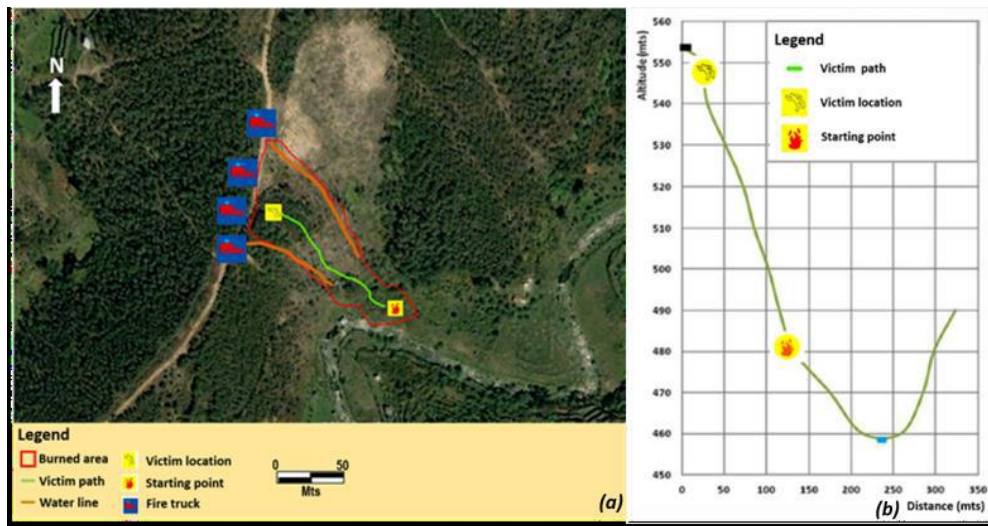 N
Legend
Burned area
Victim location
Victim path
Starting point
Water line
Fire truck
0 50
Mts
(a)
Altitude (mts)
560
550
540
530
520
510
500
490
480
470
460
450
Legend
Victim path
Victim location
Starting point
0 50 100 150 200 250 300 350
(b) Distance (mts)